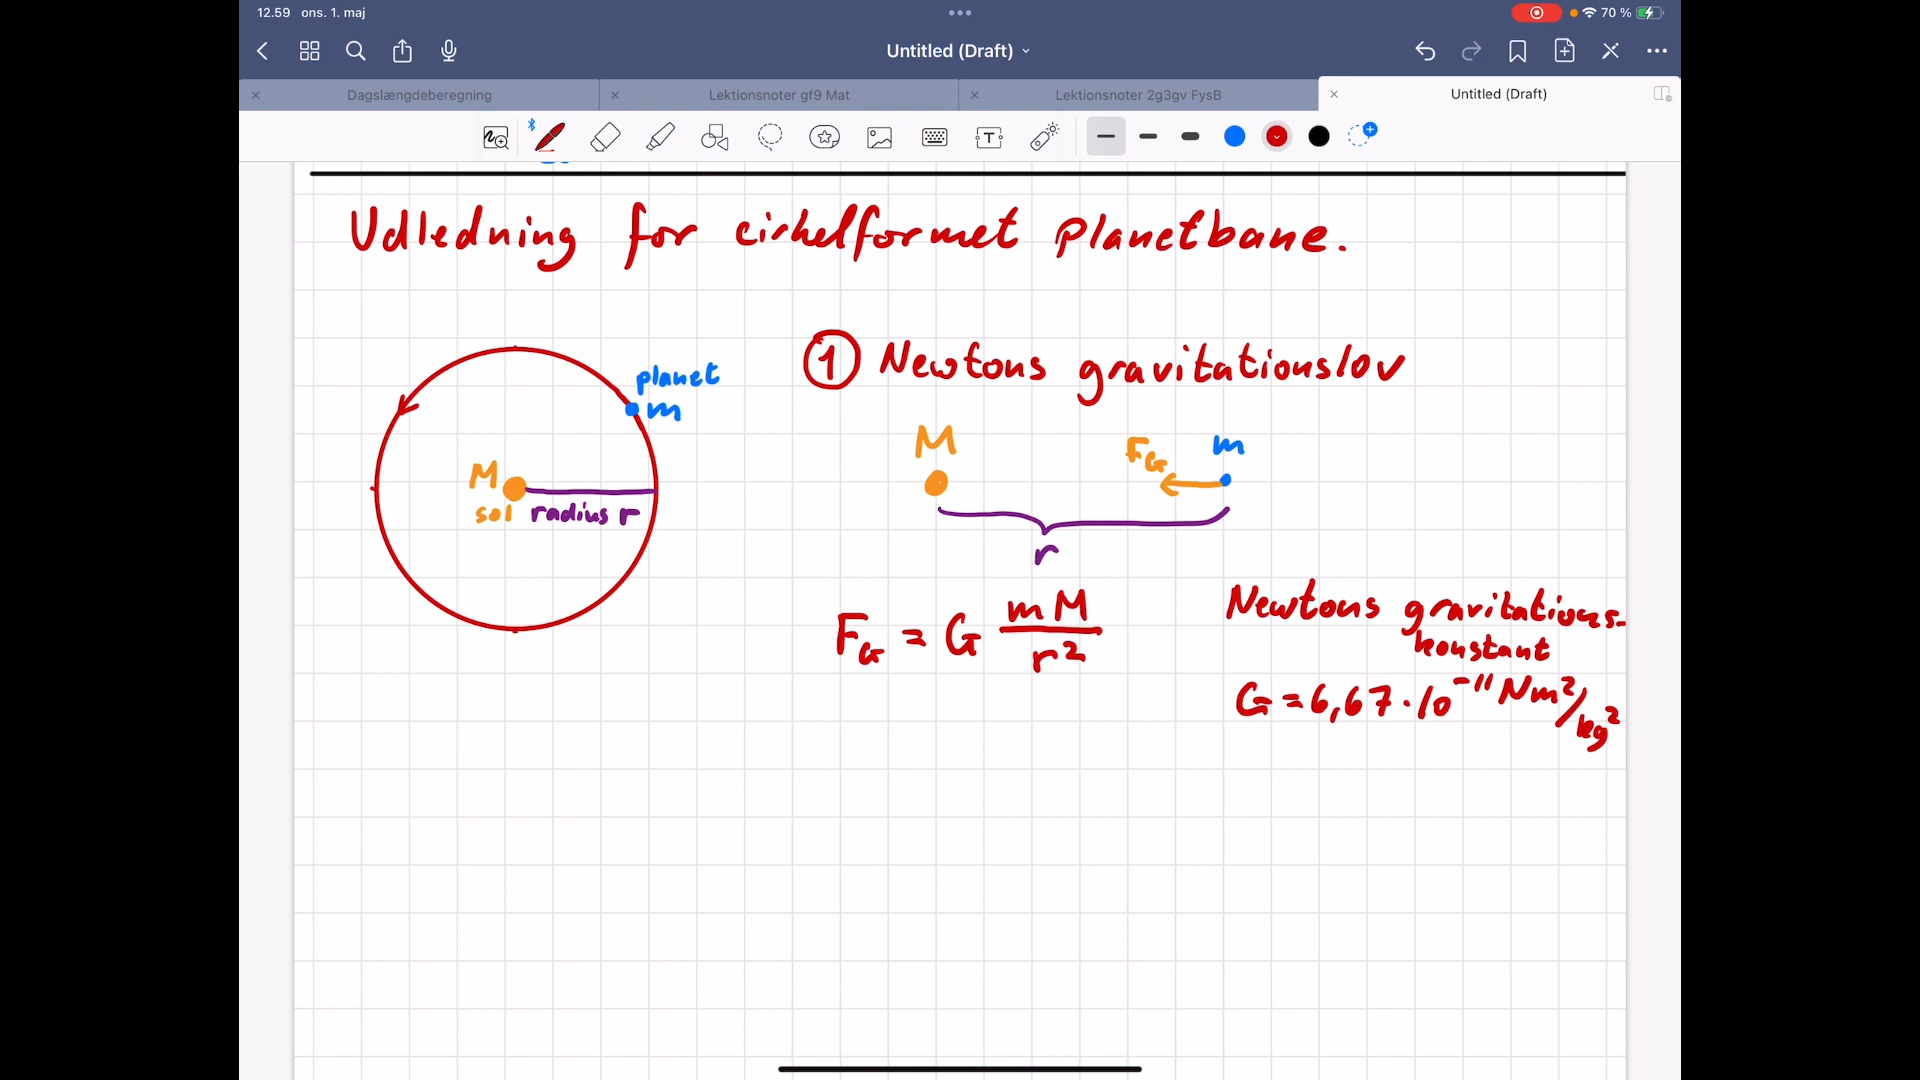 12.59 ons. 1. maj
70 %
Untitled (Draft)
Dagslængdeberegning
Lektionsnoter gf9 Mat
Lektionsnoter 2g3gv FysB
Untitled (Draft)
Udledning for cirkelformet planetbane.
planet
m
M
sol radius r
① Newtons gravitationslov
M F_G m
r
F_G = G mM/r²
Newtons gravitations-
konstant
G = 6,67 · 10⁻¹¹ Nm²/kg²